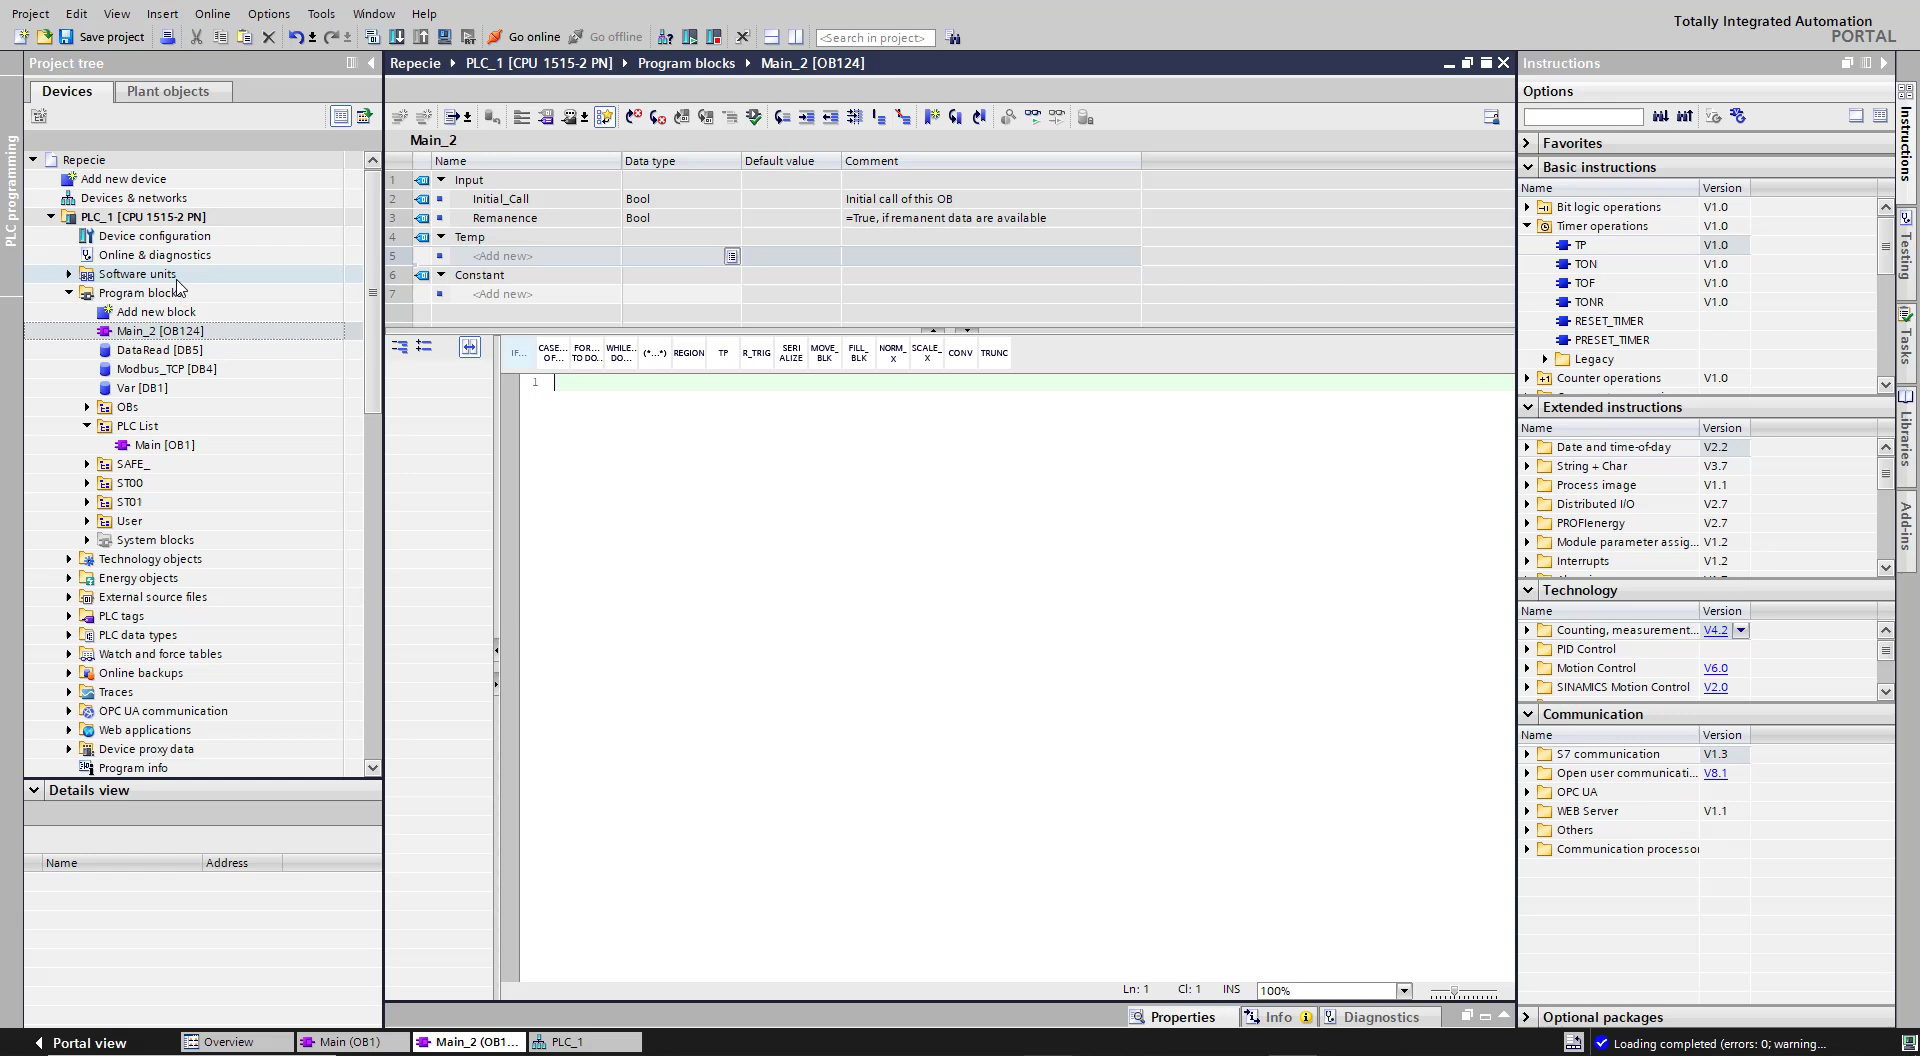 Project Edit View Insert Online Options Tools Window Help
Totally Integrated Automation
PORTAL
Save project Go online Go offline <Search in project>
Project tree
Repecie PLC_1 [CPU 1515-2 PN] Program blocks Main_2 [OB124]
Instructions
Devices Plant objects
Options
PLC programming
Main_2
Name Data type Default value Comment
1 Input
2 Initial_Call Bool Initial call of this OB
3 Remanence Bool =True, if remanent data are available
4 Temp
5 <Add new>
6 Constant
7 <Add new>
IF... CASE... OF... FOR... TO DO... WHILE... DO... (*...*) REGION TP R_TRIG SERI ALIZE MOVE_ BLK FILL_ BLK NORM_ X SCALE_ X CONV TRUNC
1
Repecie
Add new device
Devices & networks
PLC_1 [CPU 1515-2 PN]
Device configuration
Online & diagnostics
Software units
Program blocks
Add new block
Main_2 [OB124]
DataRead [DB5]
Modbus_TCP [DB4]
Var [DB1]
OBs
PLC List
Main [OB1]
SAFE_
ST00
ST01
User
System blocks
Technology objects
Energy objects
External source files
PLC tags
PLC data types
Watch and force tables
Online backups
Traces
OPC UA communication
Web applications
Device proxy data
Program info
Details view
Name Address
Favorites
Basic instructions
Name Version
Bit logic operations V1.0
Timer operations V1.0
TP V1.0
TON V1.0
TOF V1.0
TONR V1.0
RESET_TIMER
PRESET_TIMER
Legacy
Counter operations V1.0
Extended instructions
Name Version
Date and time-of-day V2.2
String + Char V3.7
Process image V1.1
Distributed I/O V2.7
PROFIenergy V2.7
Module parameter assig... V1.2
Interrupts V1.2
Technology
Name Version
Counting, measurement... V4.2
PID Control
Motion Control V6.0
SINAMICS Motion Control V2.0
Communication
Name Version
S7 communication V1.3
Open user communicati... V8.1
OPC UA
WEB Server V1.1
Others
Communication processor
Optional packages
Instructions
Testing
Tasks
Libraries
Add-ins
Ln: 1 Cl: 1 INS 100%
Properties Info Diagnostics
Portal view Overview Main (OB1) Main_2 (OB1... PLC_1
Loading completed (errors: 0; warning...